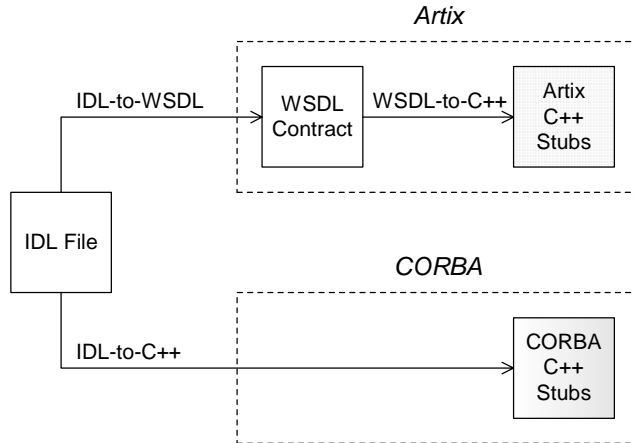 Artix
IDL-to-WSDL
WSDL
Contract
WSDL-to-C++
Artix
C++
Stubs
IDL File
CORBA
IDL-to-C++
CORBA
C++
Stubs